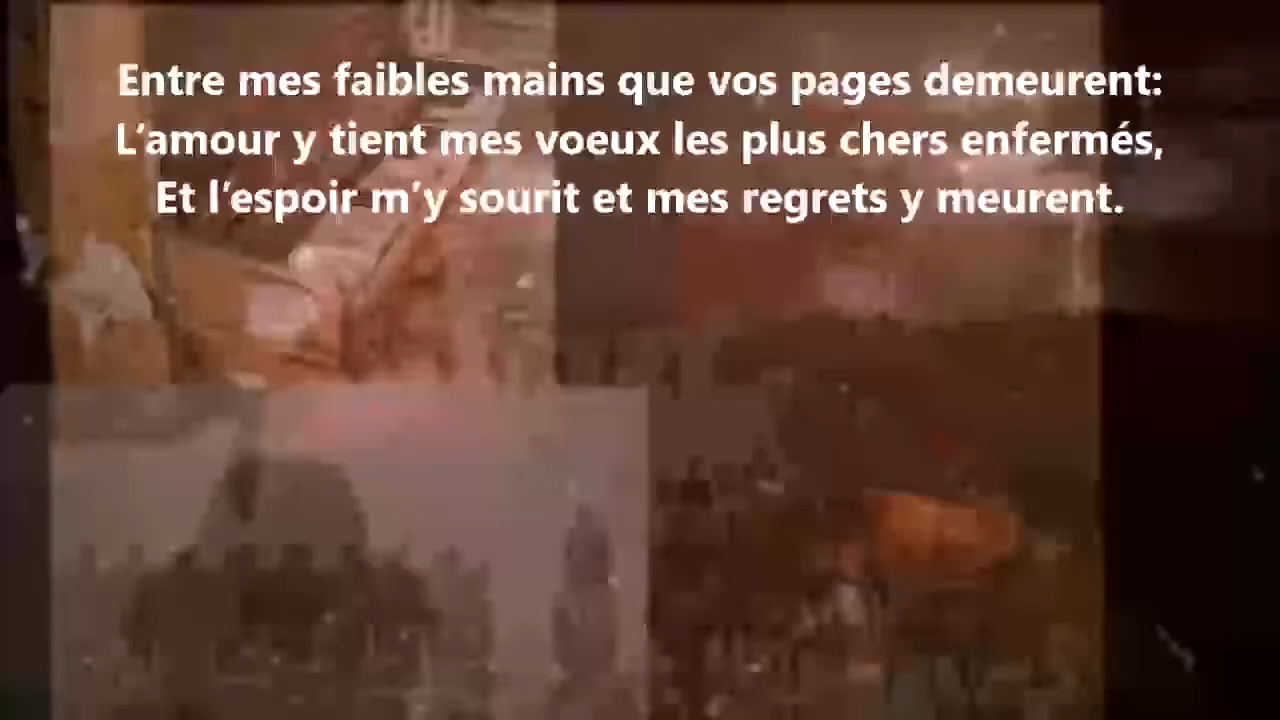 Entre mes faibles mains que vos pages demeurent:
L'amour y tient mes voeux les plus chers enfermés,
Et l'espoir m'y sourit et mes regrets y meurent.